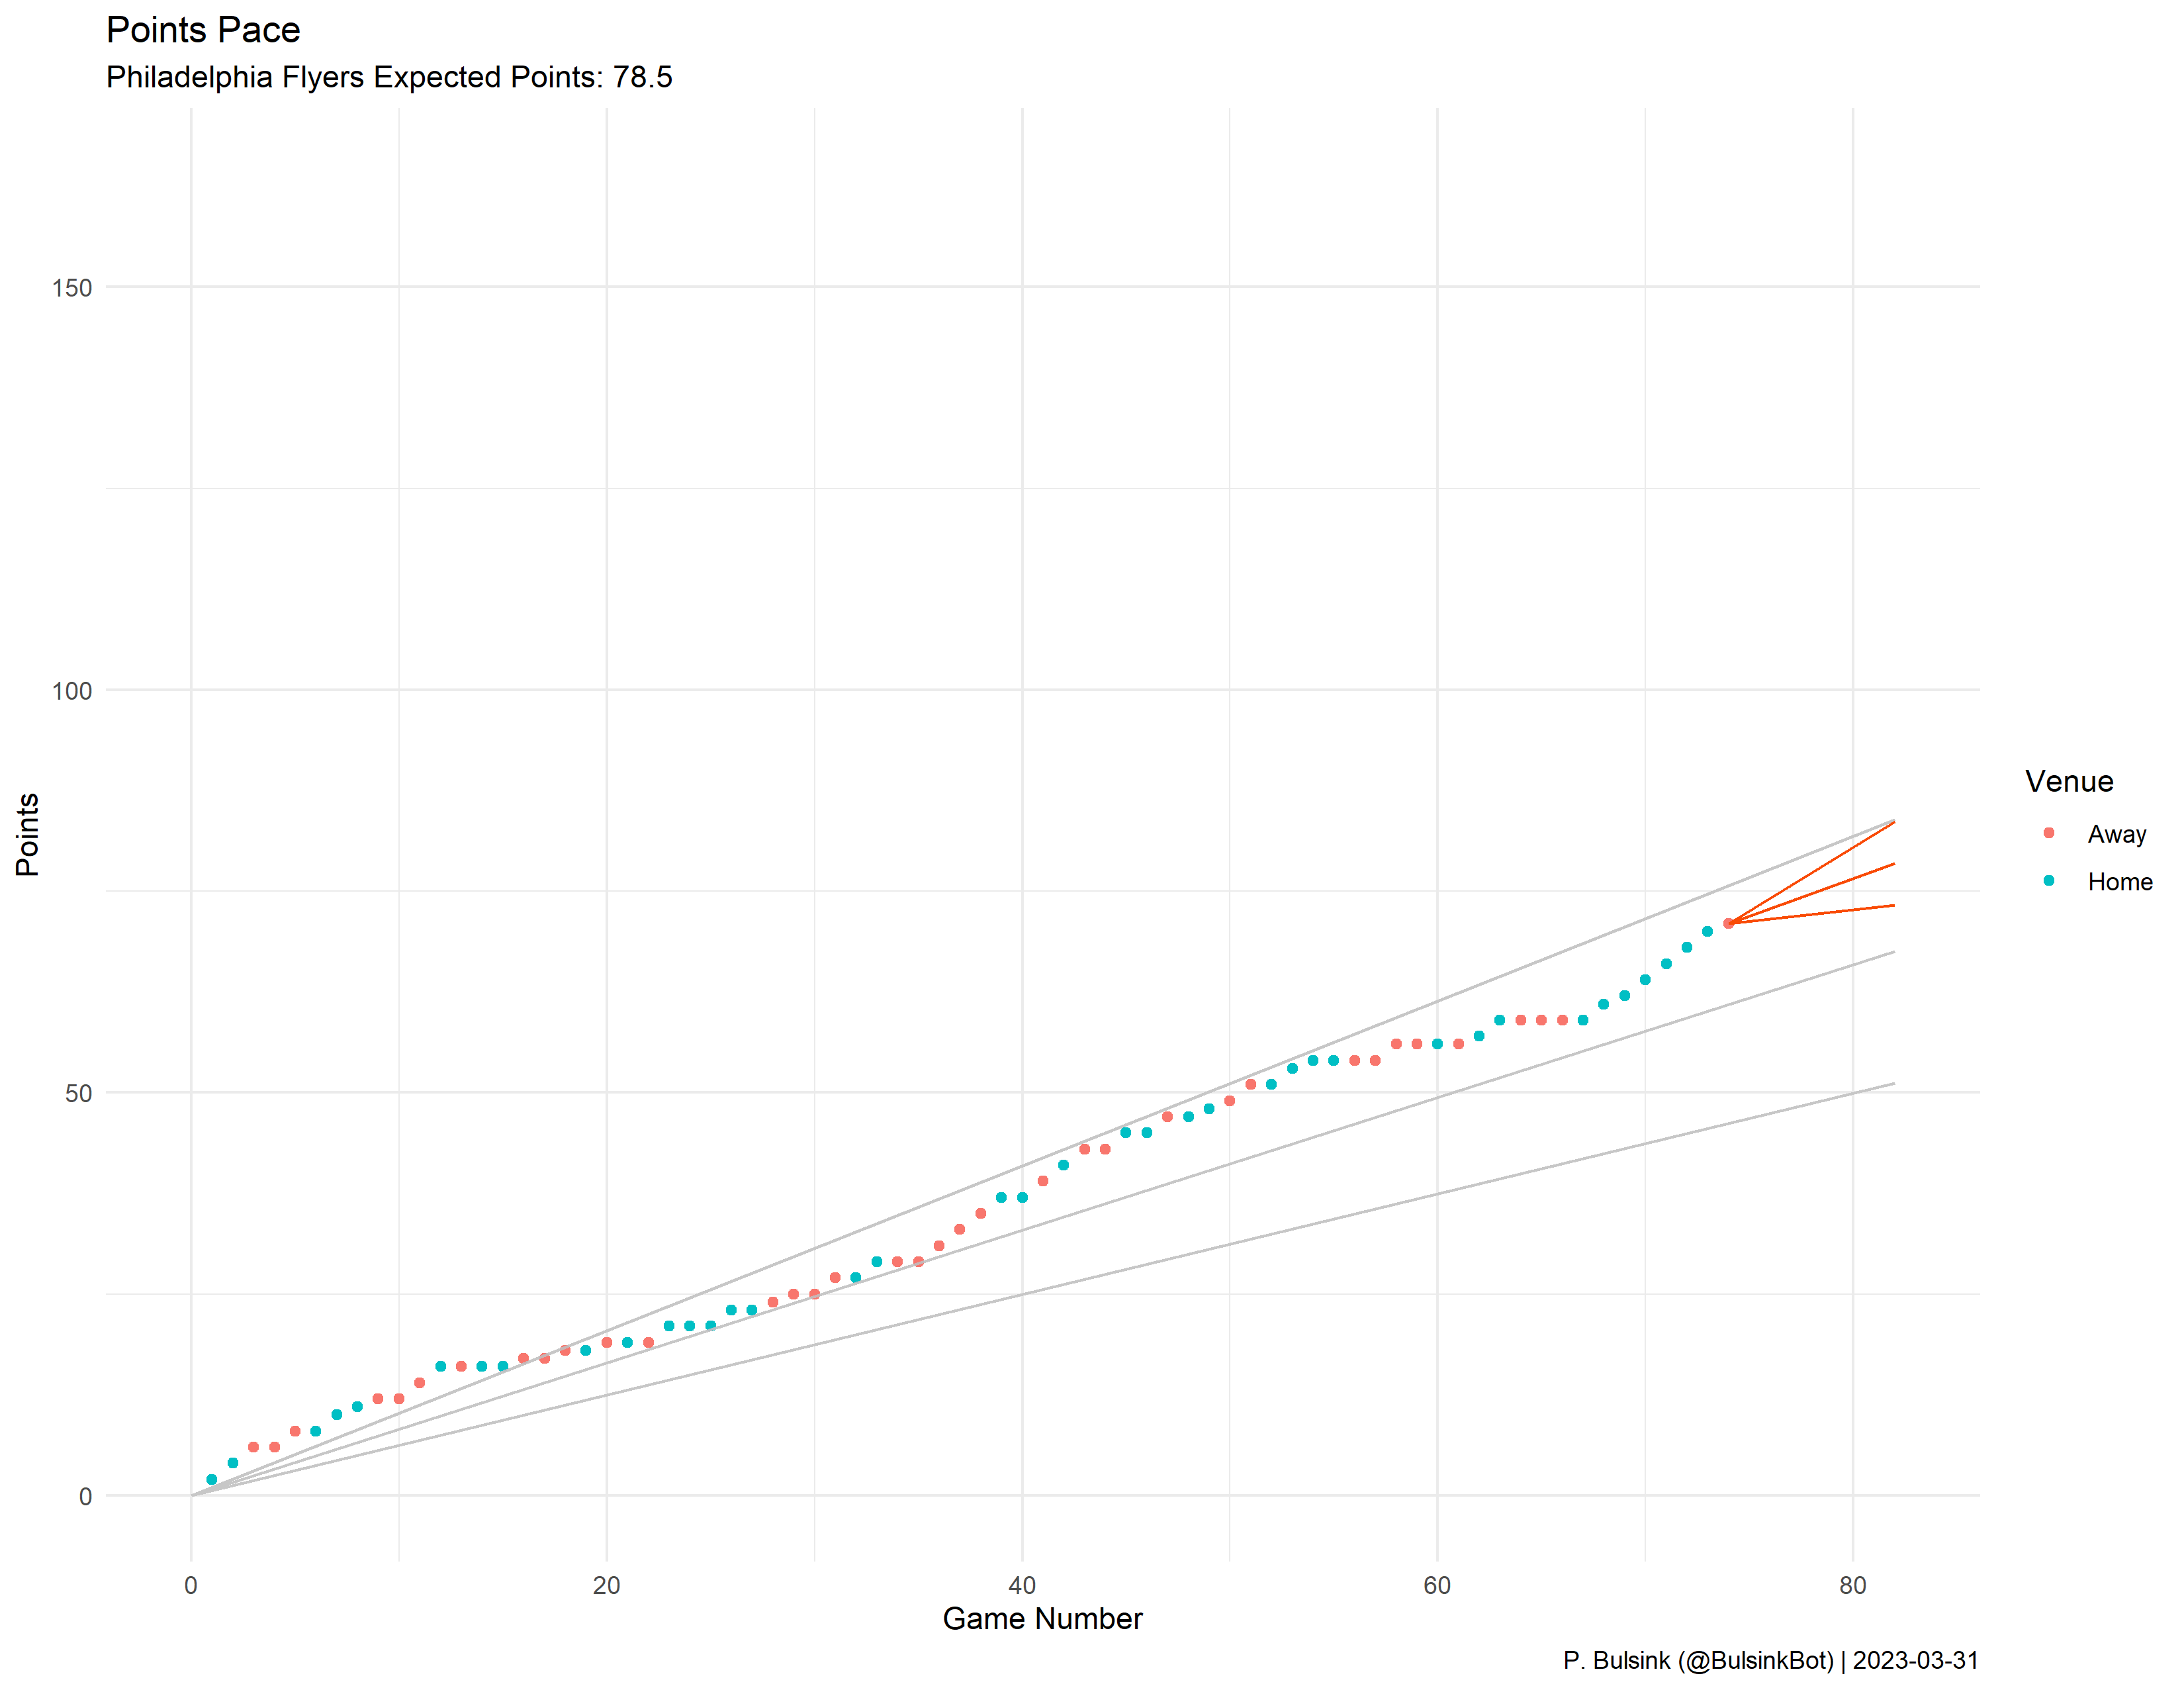 Points Pace
Philadelphia Flyers Expected Points: 78.5
150
100
50
0
Points
0 20 40 60 80
Game Number
Venue
Away
Home
P. Bulsink (@BulsinkBot) | 2023-03-31